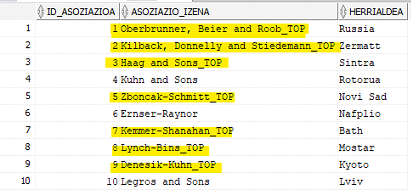 ID_ASOZIAZIOA ASOZIAZIO_IZENA HERRIALDEA
1 1 Oberbrunner, Beier and Roob_TOP Russia
2 2 Kilback, Donnelly and Stiedemann_TOP Zermatt
3 3 Haag and Sons_TOP Sintra
4 4 Kuhn and Sons Rotorua
5 5 Zboncak-Schmitt_TOP Novi Sad
6 6 Ernser-Raynor Nafplio
7 7 Kemmer-Shanahan_TOP Bath
8 8 Lynch-Bins_TOP Mostar
9 9 Denesik-Kuhn_TOP Kyoto
10 10 Legros and Sons Lviv